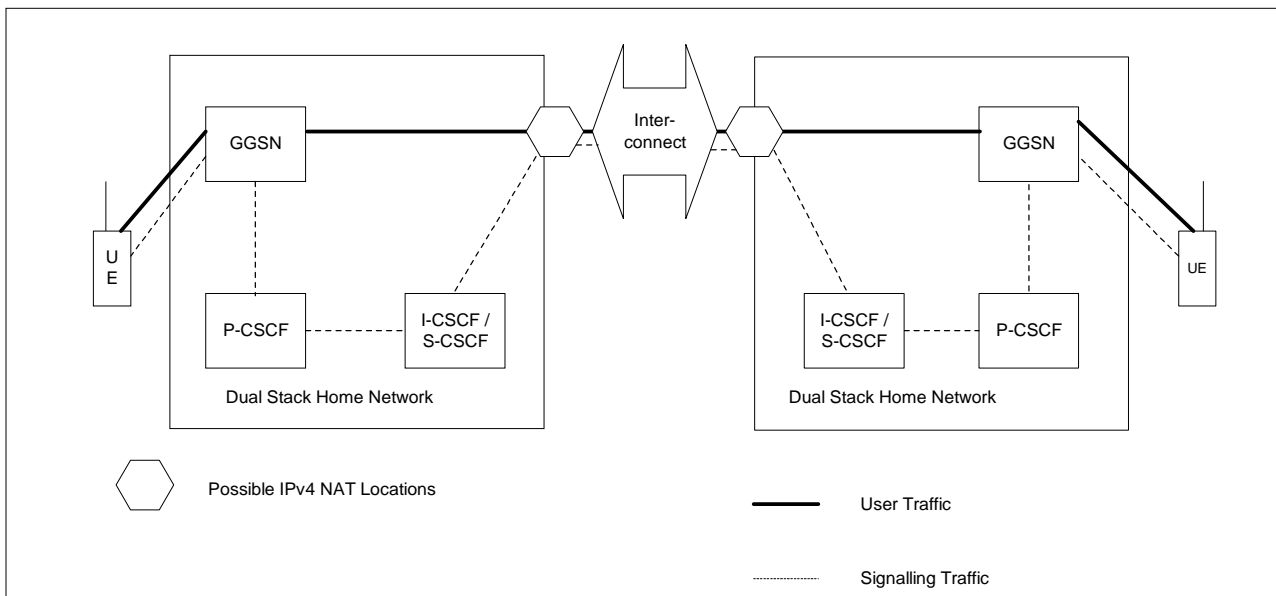 Inter-
connect
GGSN
GGSN
U
E
UE
P-CSCF
I-CSCF /
S-CSCF
I-CSCF /
S-CSCF
P-CSCF
Dual Stack Home Network
Dual Stack Home Network
Possible IPv4 NAT Locations
User Traffic
Signalling Traffic